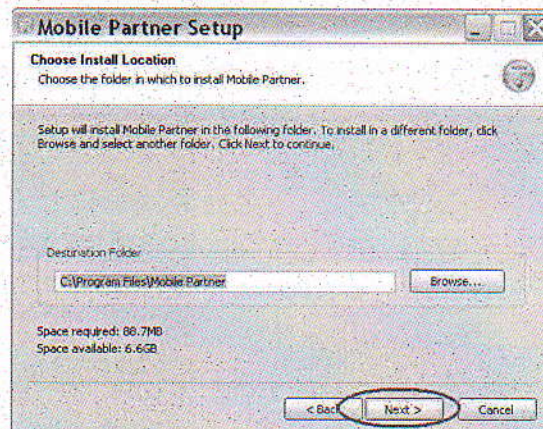 Mobile Partner Setup
Choose Install Location
Choose the folder in which to install Mobile Partner.
Setup will install Mobile Partner in the following folder. To install in a different folder, click
Browse and select another folder. Click Next to continue.
Destination Folder
C:\Program Files\Mobile Partner
Browse...
Space required: 88.7MB
Space available: 6.6GB
< Back
Next >
Cancel